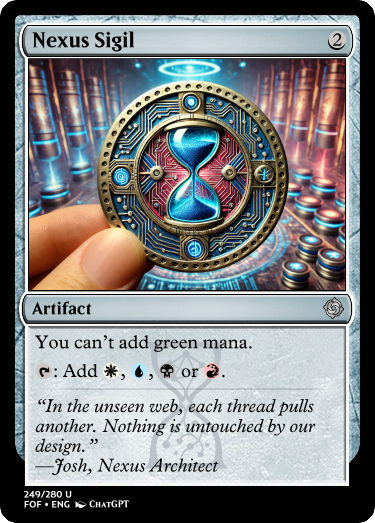 Nexus Sigil 2
Artifact
You can't add green mana.
: Add , , or .
“In the unseen web, each thread pulls
another. Nothing is untouched by our
design.”
—Josh, Nexus Architect
249/280 U
FOF • ENG ChatGPT